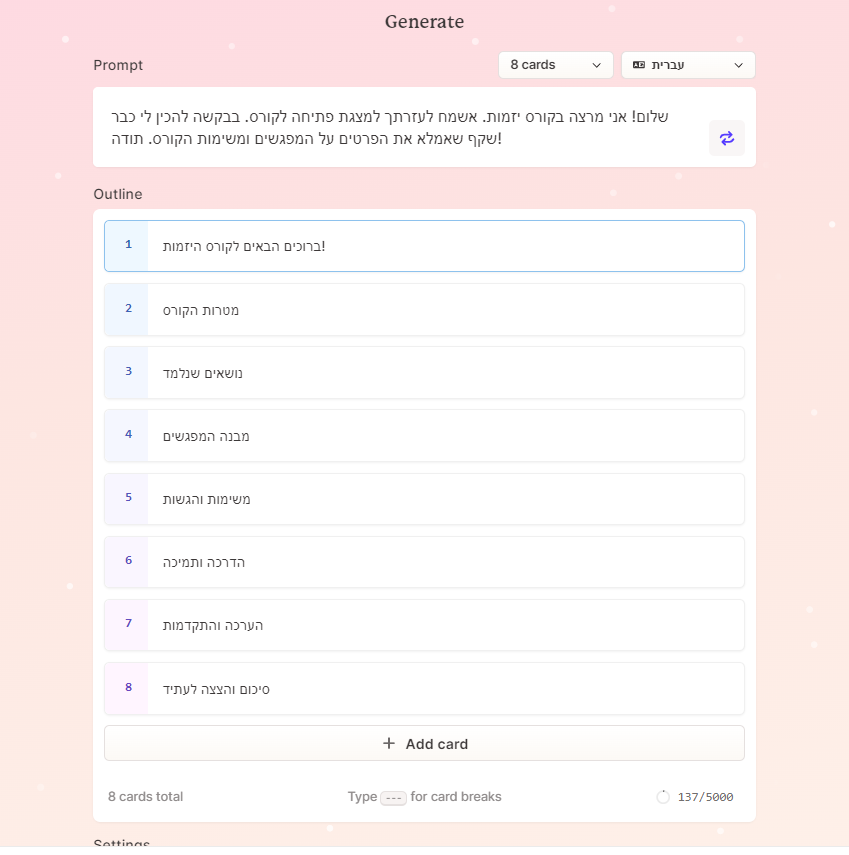 Generate
Prompt
8 cards
עברית
שלום! אני מרצה בקורס יזמות. אשמח לעזרתך למצגת פתיחה לקורס. בבקשה להכין לי כבר
שקף שאמלא את הפרטים על המפגשים ומשימות הקורס. תודה!
Outline
1 ברוכים הבאים לקורס היזמות!
2 מטרות הקורס
3 נושאים שנלמד
4 מבנה המפגשים
5 משימות והגשות
6 הדרכה ותמיכה
7 הערכה והתקדמות
8 סיכום והצצה לעתיד
+ Add card
8 cards total
Type --- for card breaks
137/5000
Settings